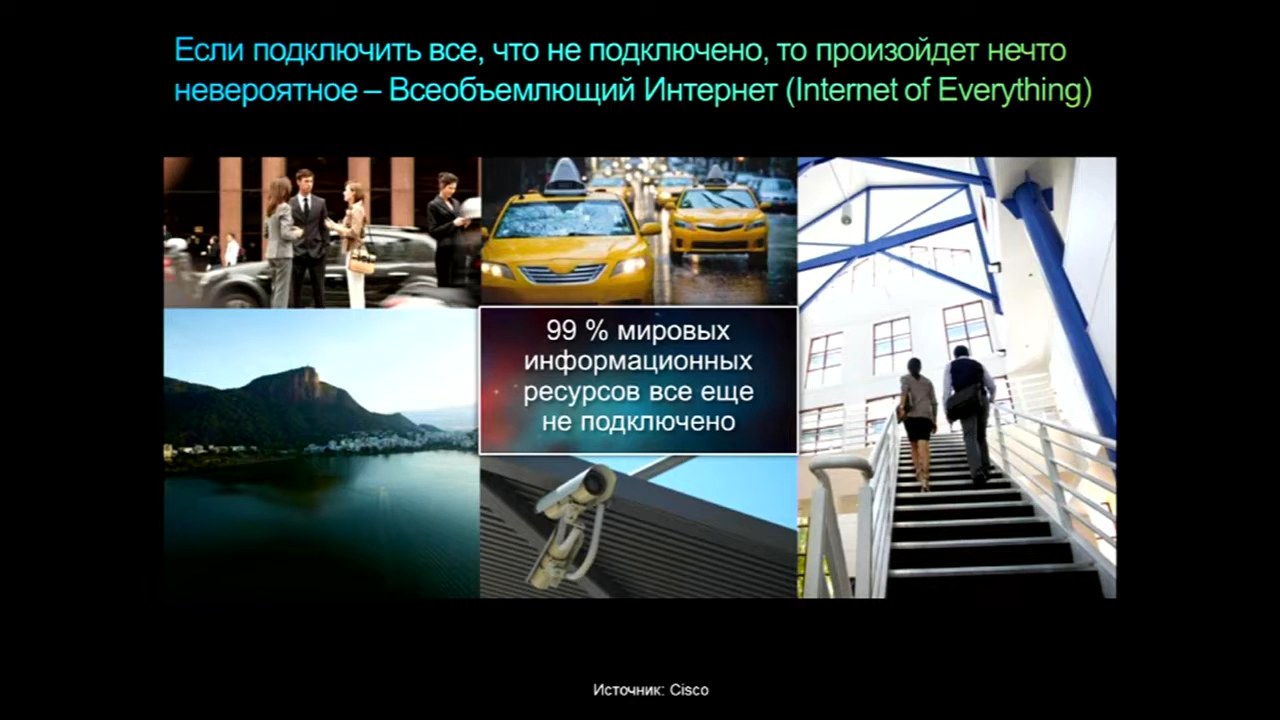 Если подключить все, что не подключено, то произойдет нечто
невероятное – Всеобъемлющий Интернет (Internet of Everything)
99 % мировых
информационных
ресурсов все еще
не подключено
Источник: Cisco